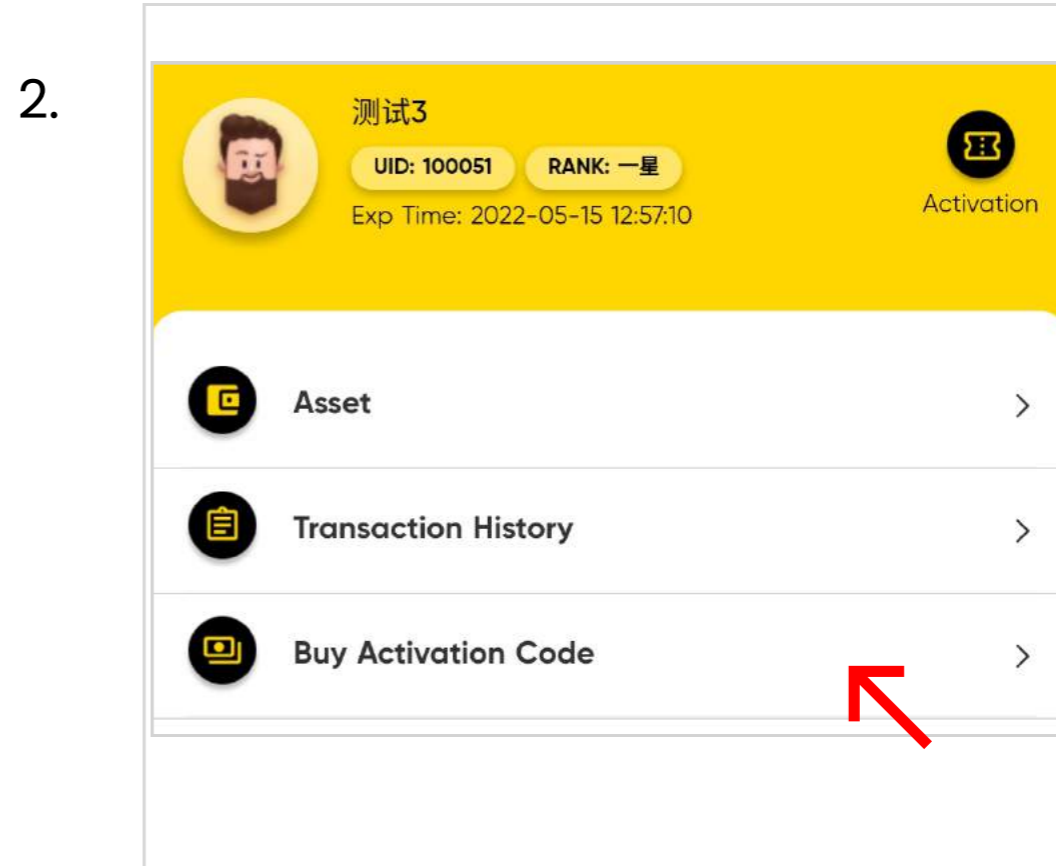 2.
测试3
UID: 100051 RANK: 一星
Exp Time: 2022-05-15 12:57:10
Activation
Asset
Transaction History
Buy Activation Code